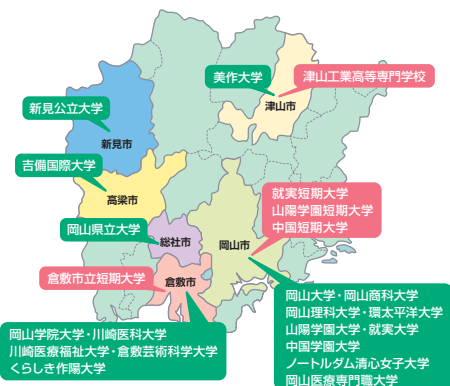 美作大学
津山工業高等専門学校
津山市
新見公立大学
新見市
吉備国際大学
高梁市
就実短期大学
山陽学園短期大学
中国短期大学
岡山県立大学
総社市
岡山市
倉敷市立短期大学
倉敷市
岡山大学・岡山商科大学
岡山理科大学・環太平洋大学
山陽学園大学・就実大学
中国学園大学
ノートルダム清心女子大学
岡山医療専門職大学
岡山学院大学・川崎医科大学
川崎医療福祉大学・倉敷芸術科学大学
くらしき作陽大学